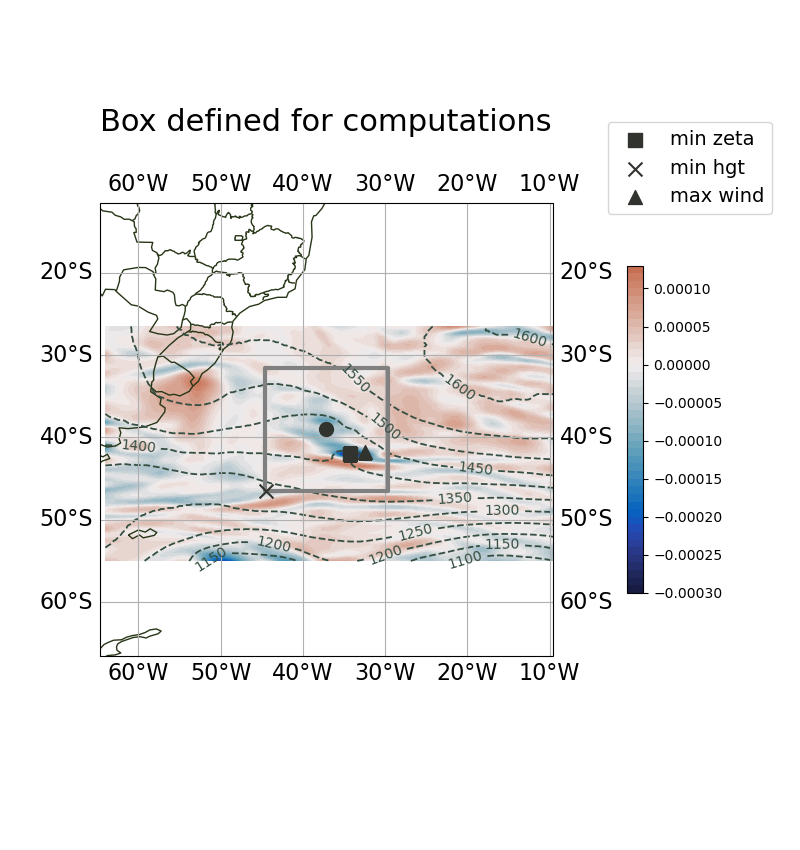 Box defined for computations
min zeta
min hgt
max wind
60°W 50°W 40°W 30°W 20°W 10°W
20°S 20°S
30°S 30°S
40°S 40°S
50°S 50°S
60°S 60°S
60°W 50°W 40°W 30°W 20°W 10°W
1600
1550
1600
1500
1400
1450
1350
1300
1250
1200
1200
1150
1150
1100
0.00010
0.00005
0.00000
−0.00005
−0.00010
−0.00015
−0.00020
−0.00025
−0.00030